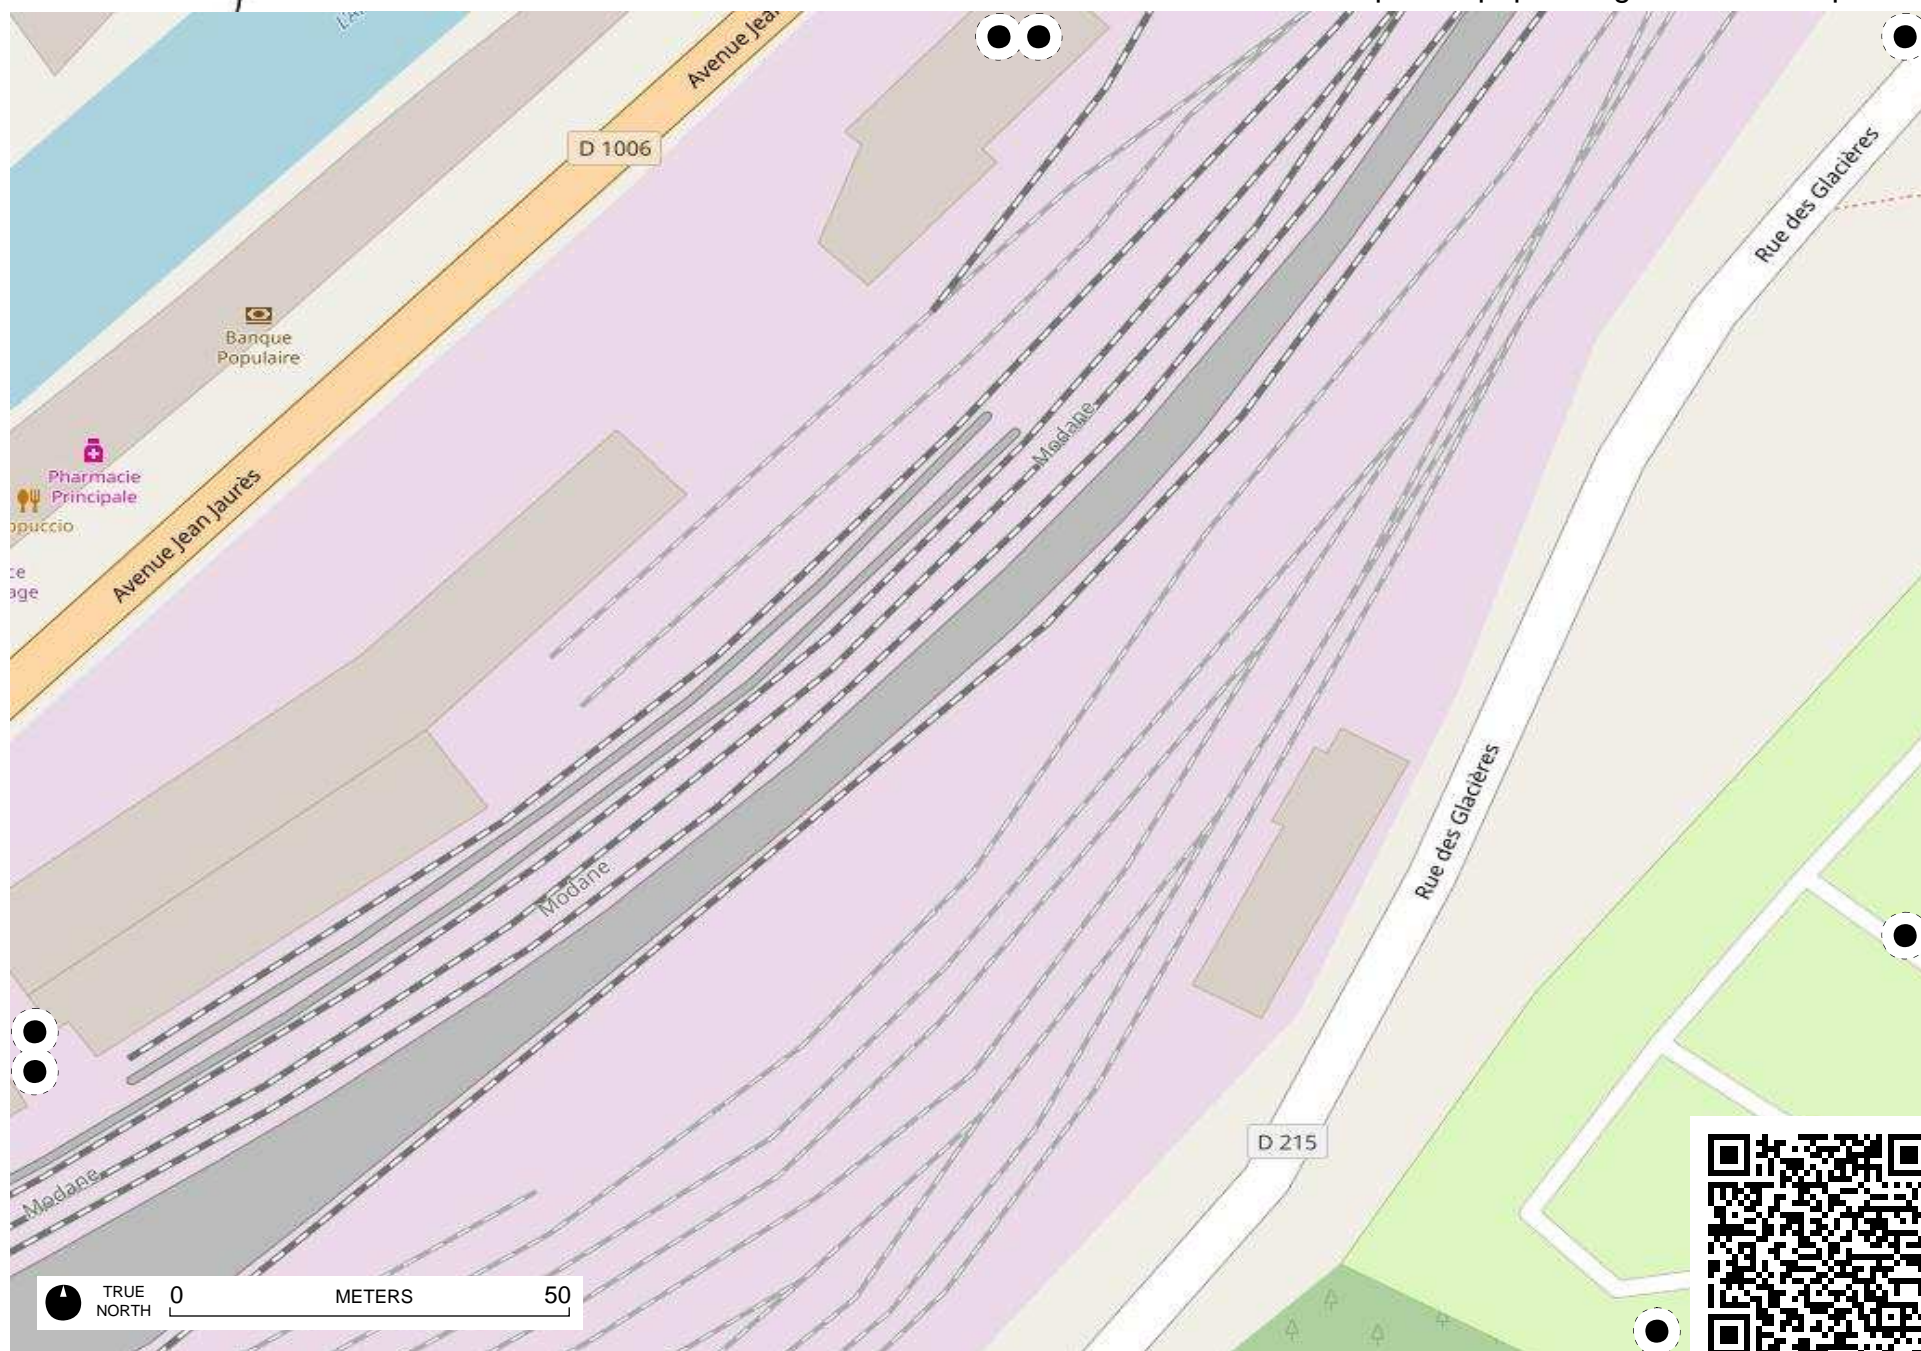 Avenue Jea
D 1006
Rue des Glacières
Banque
Populaire
Modane
Pharmacie
Principale
Avenue Jean Jaurès
Rue des Glacières
Modane
D 215
Modane
TRUE
NORTH
0
METERS
50